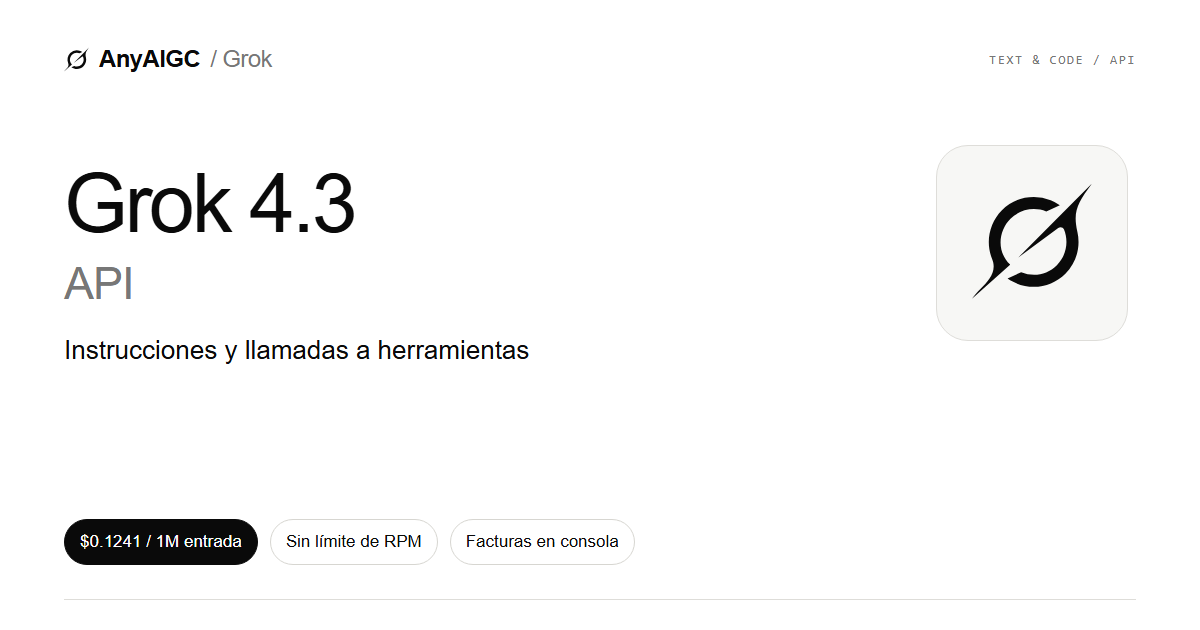 AnyAIGC / Grok
TEXT & CODE / API
Grok 4.3
API
Instrucciones y llamadas a herramientas
$0.1241 / 1M entrada
Sin límite de RPM
Facturas en consola